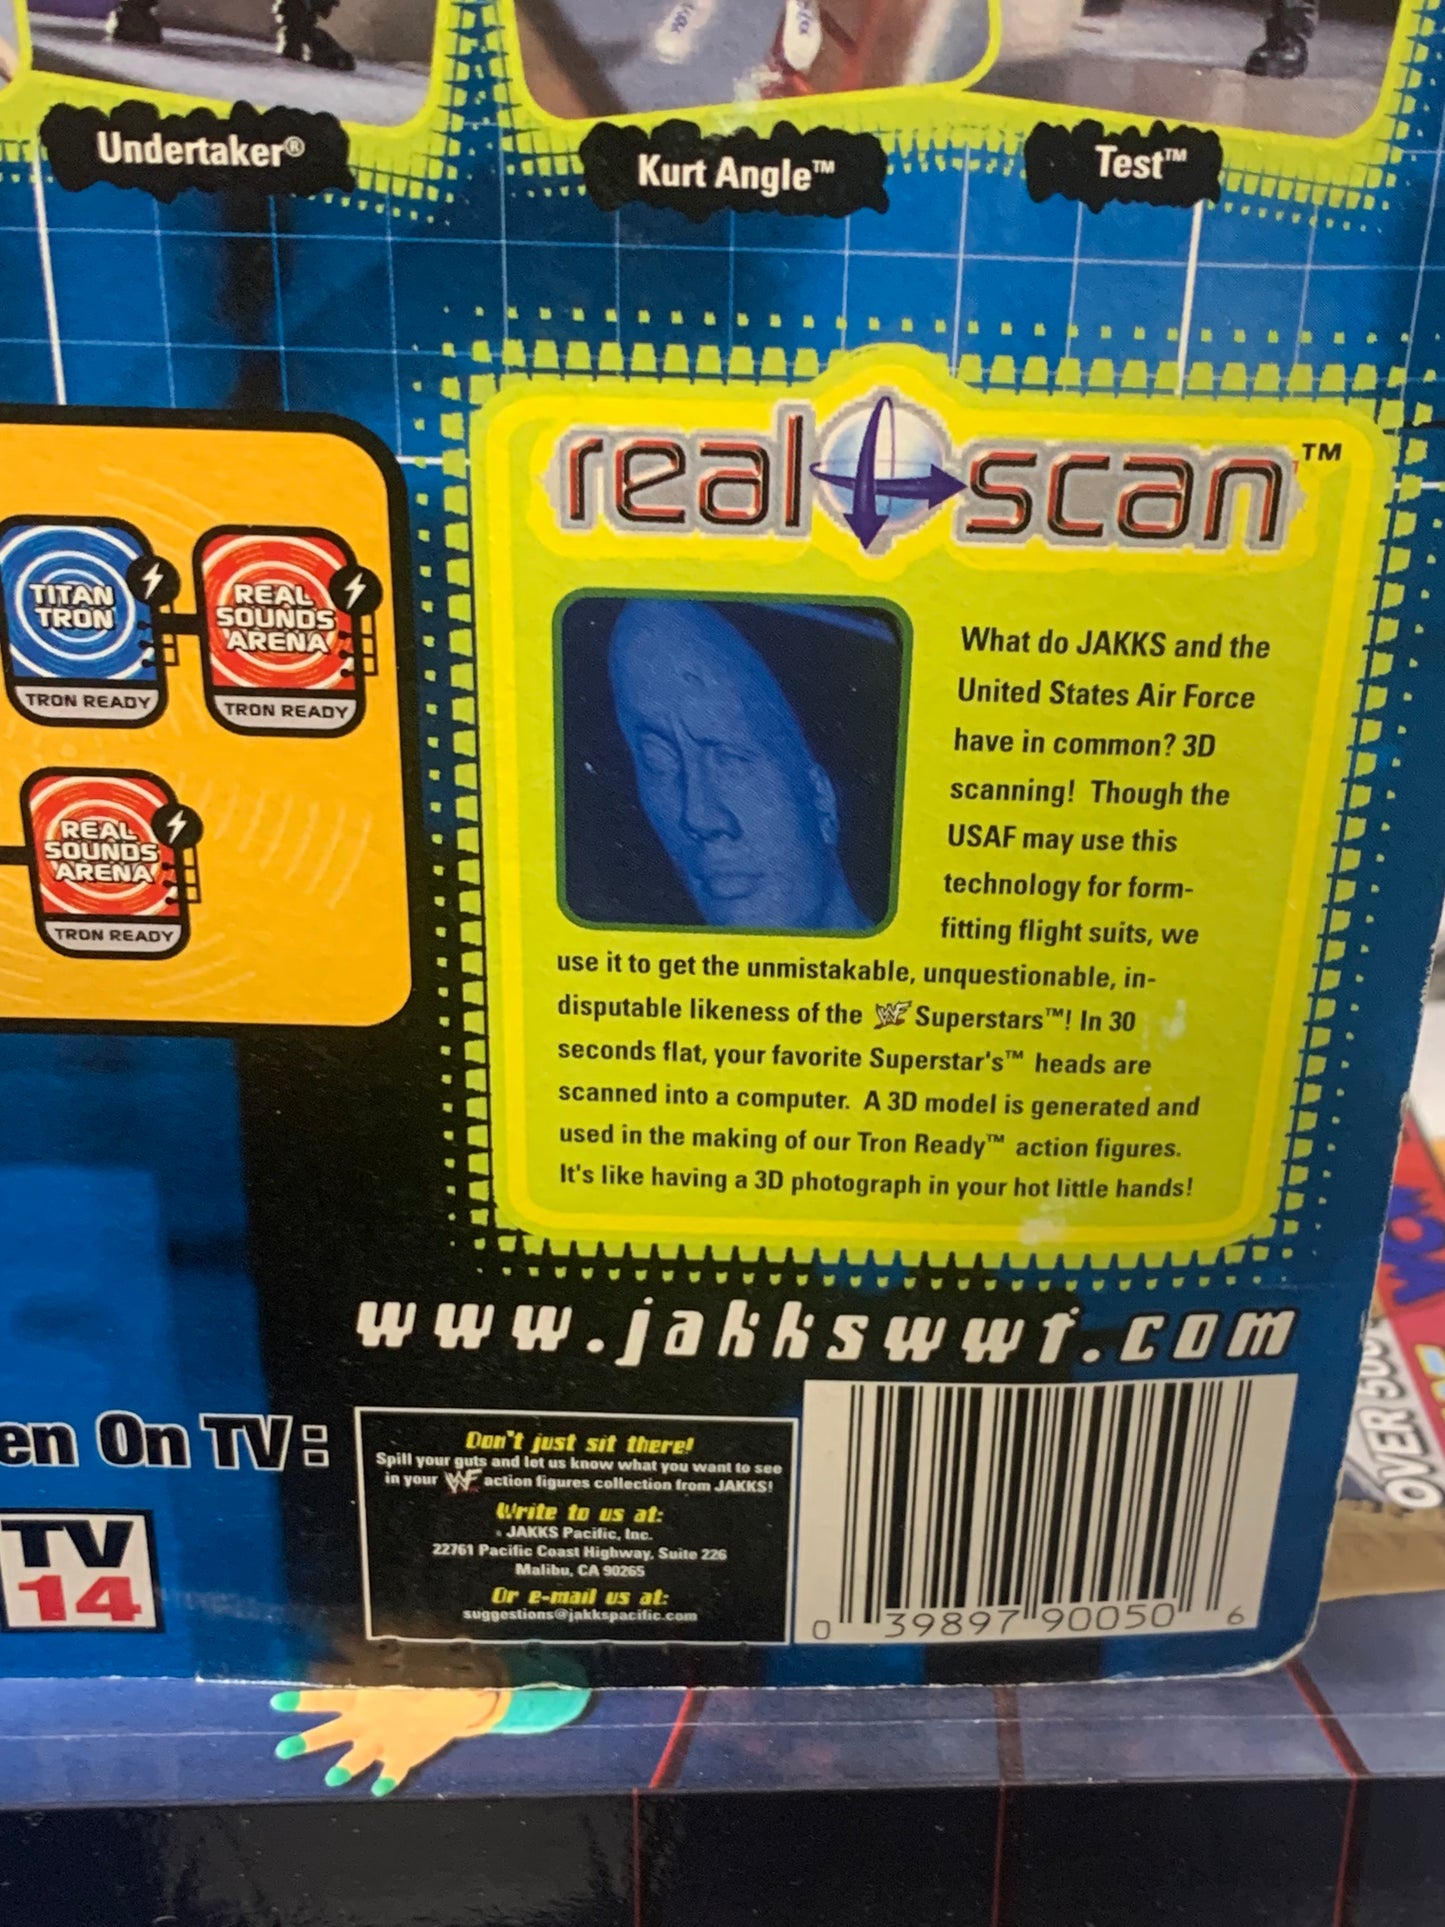 Undertaker®
Kurt Angle™
Test™
TITAN
TRON
TRON READY
REAL
SOUNDS
ARENA
TRON READY
REAL
SOUNDS
ARENA
TRON READY
real scan™
What do JAKKS and the
United States Air Force
have in common? 3D
scanning! Though the
USAF may use this
technology for form-
fitting flight suits, we
use it to get the unmistakable, unquestionable, in-
disputable likeness of the WF Superstars™! In 30
seconds flat, your favorite Superstar's™ heads are
scanned into a computer. A 3D model is generated and
used in the making of our Tron Ready™ action figures.
It's like having a 3D photograph in your hot little hands!
www.jakkswwf.com
en On TV:
TV
14
Don't just sit there!
Spill your guts and let us know what you want to see
in your WF action figures collection from JAKKS!
Write to us at:
JAKKS Pacific, Inc.
22761 Pacific Coast Highway, Suite 226
Malibu, CA 90265
Or e-mail us at:
suggestions@jakkspacific.com
0 39897 90050 6
OVER 500